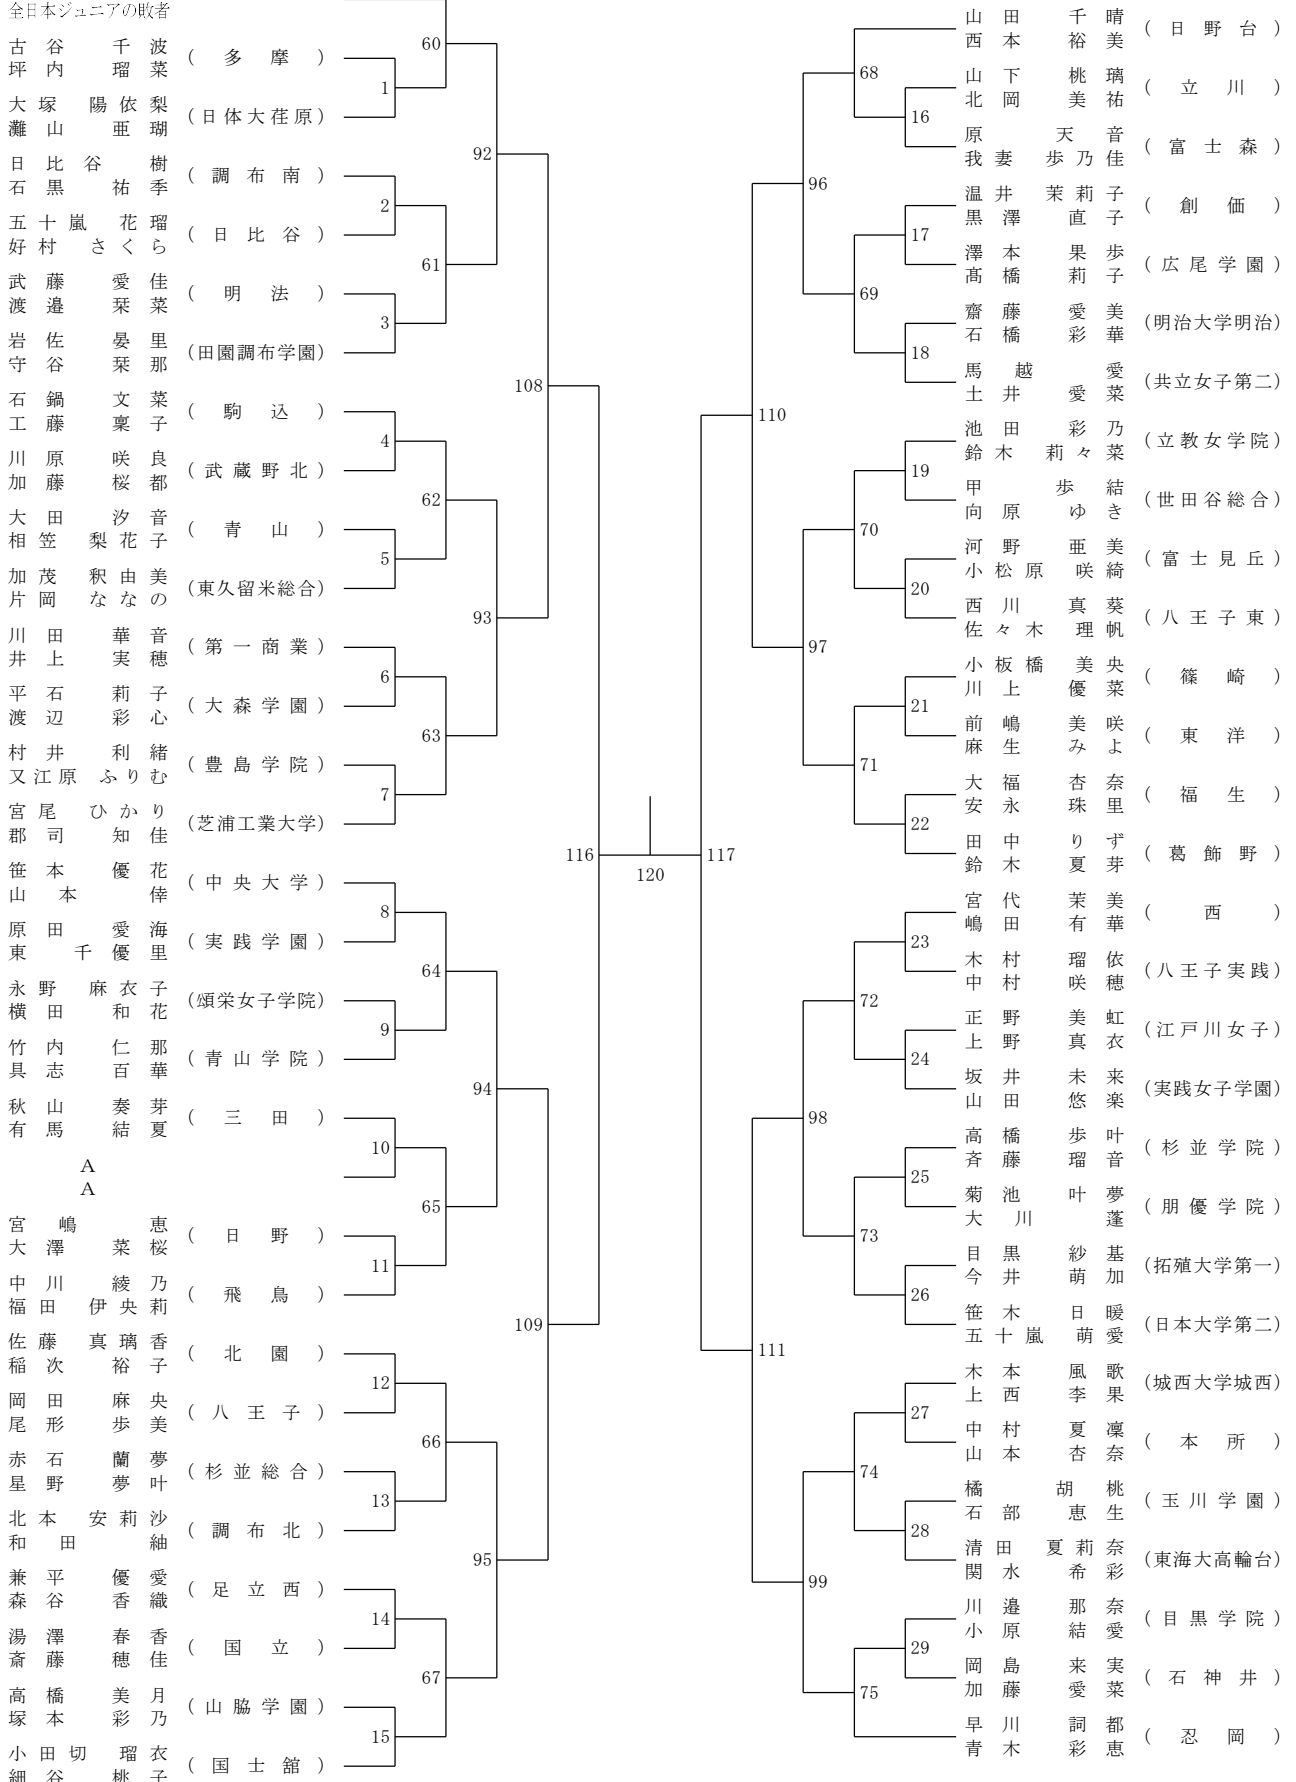 全日本ジュニアの敗者
古谷 千波
坪内 瑠菜
(多摩)
大塚 陽依梨
灘山 亜瑚
(日体大荏原)
日比谷 樹
石黒 祐季
(調布南)
五十嵐 花瑠
好村 さくら
(日比谷)
武藤 愛佳
渡邉 栞菜
(明法)
岩佐 晏里
守谷 栞那
(田園調布学園)
石鍋 文菜
工藤 稟子
(駒込)
川原 咲良
加藤 桜都
(武蔵野北)
大田 汐音
相笠 梨花子
(青山)
加茂 釈由美
片岡 ななの
(東久留米総合)
川田 華音
井上 実穂
(第一商業)
平石 莉子
渡辺 彩心
(大森学園)
村井 利緒
又江原 ふりむ
(豊島学院)
宮尾 ひかり
郡司 知佳
(芝浦工業大学)
笹本 優花
山本 倖
(中央大学)
原田 愛海
東 千優里
(実践学園)
永野 麻衣子
横田 和花
(頌栄女子学院)
竹内 仁那
具志 百華
(青山学院)
秋山 奏芽
有馬 結夏
(三田)
A
A
宮嶋 恵
大澤 菜桜
(日野)
中川 綾乃
福田 伊央莉
(飛鳥)
佐藤 真璃香
稲次 裕子
(北園)
岡田 麻央
尾形 歩美
(八王子)
赤石 蘭夢
星野 夢叶
(杉並総合)
北本 安莉沙
和田 紬
(調布北)
兼平 優愛
森谷 香織
(足立西)
湯澤 春香
斎藤 穂佳
(国立)
高橋 美月
塚本 彩乃
(山脇学園)
小田切 瑠衣
細谷 桃子
(国士舘)
1
2
3
4
5
6
7
8
9
10
11
12
13
14
15
60
61
62
63
64
65
66
67
92
93
94
95
108
109
116
120
117
110
111
96
97
98
99
68
69
70
71
72
73
74
75
16
17
18
19
20
21
22
23
24
25
26
27
28
29
山田 千晴
西本 裕美
(日野台)
山下 桃璃
北岡 美祐
(立川)
原 天音
我妻 歩乃佳
(富士森)
温井 茉莉子
黒澤 直子
(創価)
澤本 果歩
髙橋 莉子
(広尾学園)
齋藤 愛美
石橋 彩華
(明治大学明治)
馬越 愛
土井 愛菜
(共立女子第二)
池田 彩乃
鈴木 莉々菜
(立教女学院)
甲 歩結
向原 ゆき
(世田谷総合)
河野 亜美
小松原 咲綺
(富士見丘)
西川 真葵
佐々木 理帆
(八王子東)
小板橋 美央
川上 優菜
(篠崎)
前嶋 美咲
麻生 みよ
(東洋)
大福 杏奈
安永 珠里
(福生)
田中 りず
鈴木 夏芽
(葛飾野)
宮代 茉美
嶋田 有華
(西)
木村 瑠依
中村 咲穂
(八王子実践)
正野 美虹
上野 真衣
(江戸川女子)
坂井 未来
山田 悠楽
(実践女子学園)
高橋 歩叶
斉藤 瑠音
(杉並学院)
菊池 叶夢
大川 蓬
(朋優学院)
目黒 紗基
今井 萌加
(拓殖大学第一)
笹木 日暖
五十嵐 萌愛
(日本大学第二)
木本 風歌
上西 李果
(城西大学城西)
中村 夏凜
山本 杏奈
(本所)
橘 胡桃
石部 恵生
(玉川学園)
清田 夏莉奈
関水 希彩
(東海大高輪台)
川邉 那奈
小原 結愛
(目黒学院)
岡島 来実
加藤 愛菜
(石神井)
早川 詞都
青木 彩恵
(忍岡)